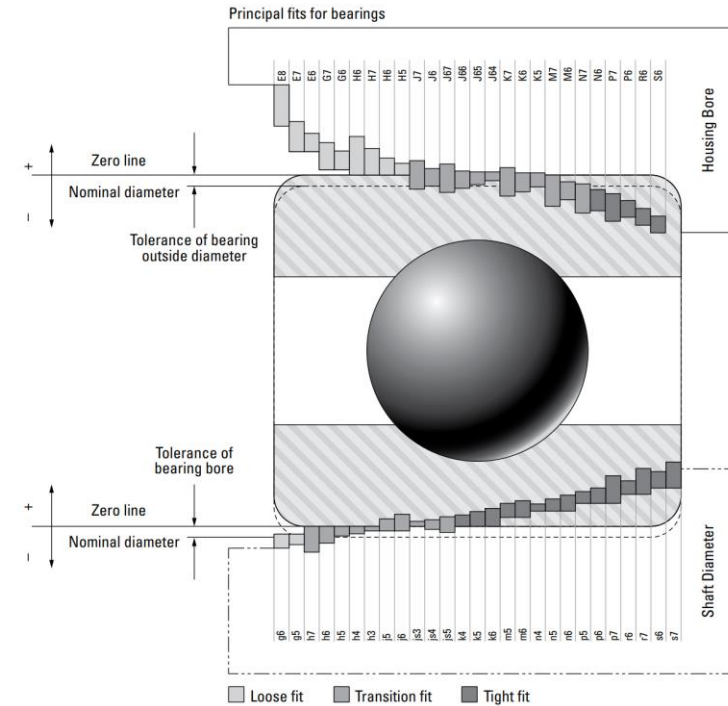 Principal fits for bearings
E8
E7
E6
G7
G6
H6
H7
H6
H5
J7
J6
J67
J66
J65
J64
K7
K6
K5
M7
M6
N7
N6
P7
P6
R6
S6
Housing Bore
+
Zero line
Nominal diameter
–
Tolerance of bearing
outside diameter
Tolerance of
bearing bore
+
Zero line
Nominal diameter
–
Shaft Diameter
g6
g5
h7
h6
h5
h4
h3
j5
j6
js3
js4
js5
k4
k5
k6
m5
m6
n4
n5
n6
p5
p6
p7
r6
r7
s6
s7
Loose fit
Transition fit
Tight fit